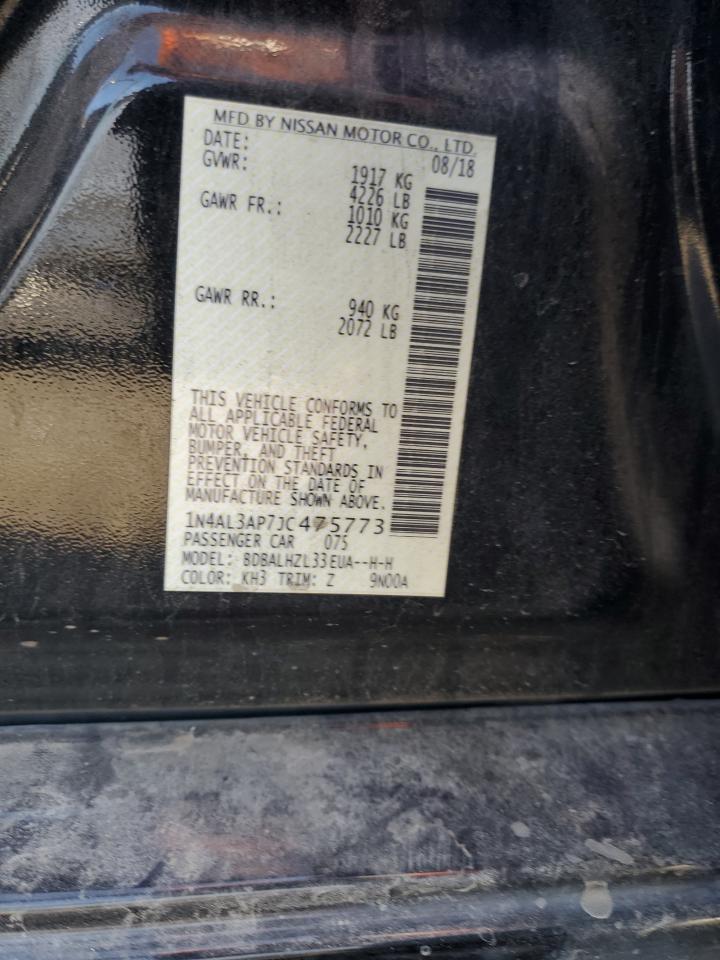 MFD BY NISSAN MOTOR CO., LTD.
DATE: 08/18
GVWR: 1917 KG
4226 LB
GAWR FR.: 1010 KG
2227 LB
GAWR RR.: 940 KG
2072 LB
THIS VEHICLE CONFORMS TO
ALL APPLICABLE FEDERAL
MOTOR VEHICLE SAFETY,
BUMPER, AND THEFT
PREVENTION STANDARDS IN
EFFECT ON THE DATE OF
MANUFACTURE SHOWN ABOVE.
1N4AL3AP7JC475773
PASSENGER CAR 075
MODEL: BDBALHZL33EUA--H-H
COLOR: KH3 TRIM: Z 9N00A